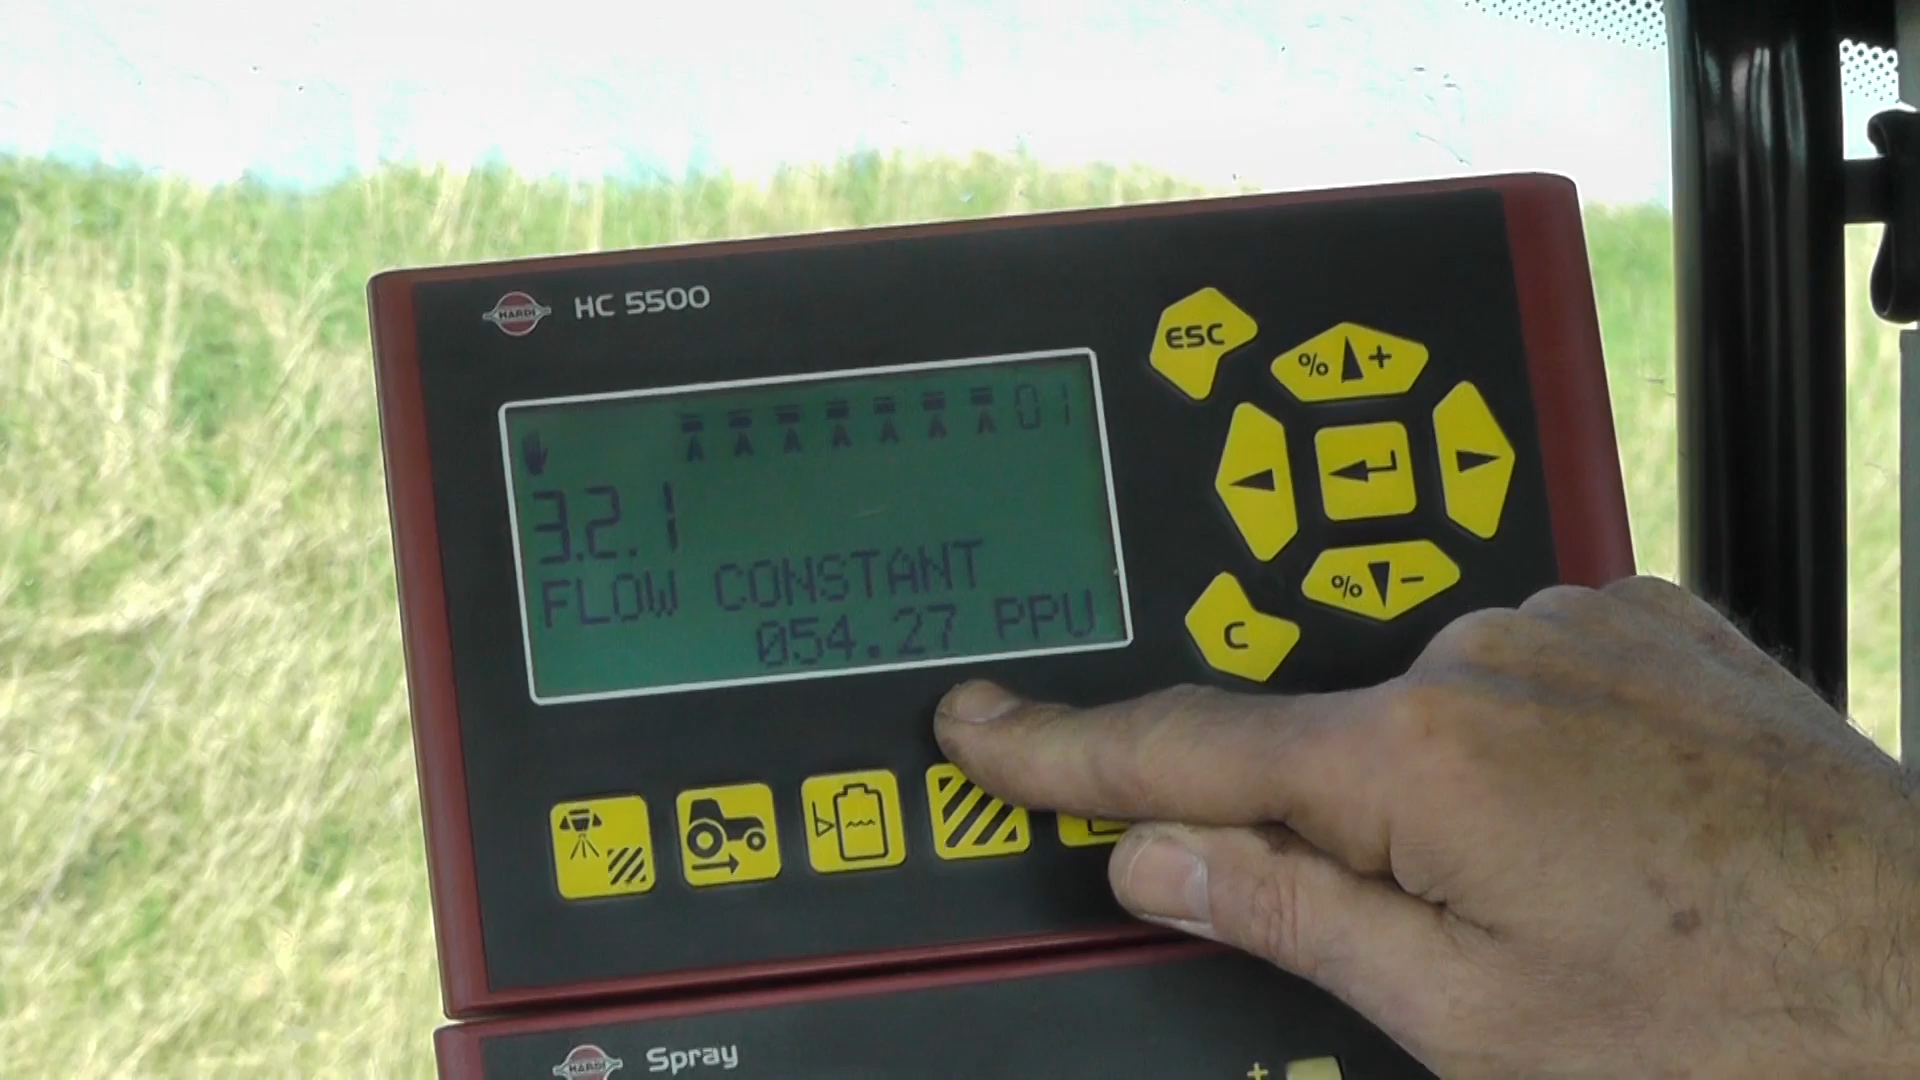 HARDI HC 5500
ESC
% +
01
3.2.1
FLOW CONSTANT
054.27 PPU
% -
C
HARDI Spray
+